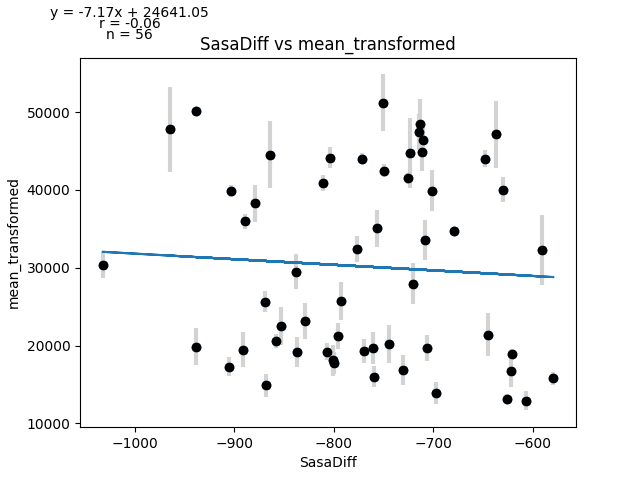 y = -7.17x + 24641.05
r = -0.06
n = 56
SasaDiff vs mean_transformed
50000
40000
30000
20000
10000
mean_transformed
−1000
−900
−800
−700
−600
SasaDiff